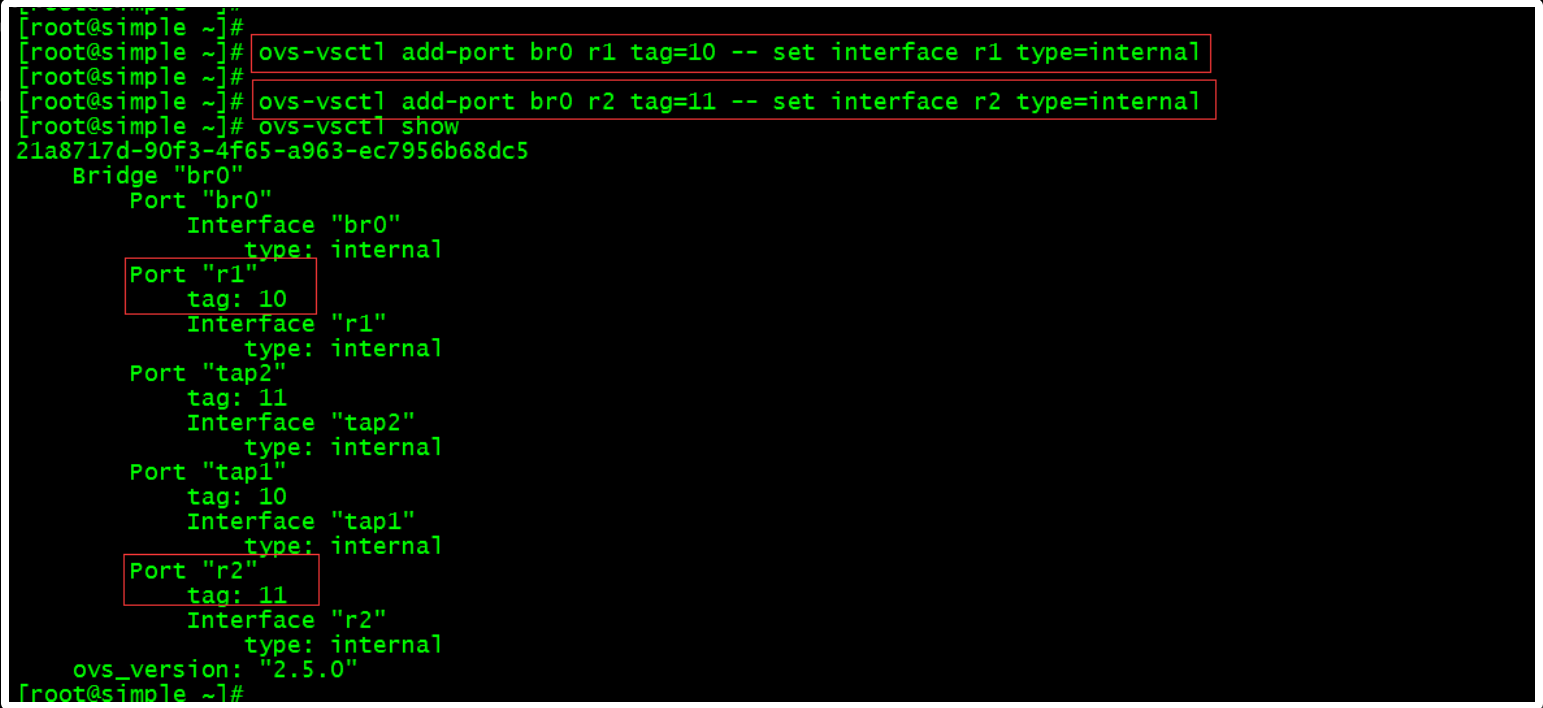 [root@simple ~]#
[root@simple ~]# ovs-vsctl add-port br0 r1 tag=10 -- set interface r1 type=internal
[root@simple ~]#
[root@simple ~]# ovs-vsctl add-port br0 r2 tag=11 -- set interface r2 type=internal
[root@simple ~]# ovs-vsctl show
21a8717d-90f3-4f65-a963-ec7956b68dc5
    Bridge "br0"
        Port "br0"
            Interface "br0"
                type: internal
        Port "r1"
            tag: 10
            Interface "r1"
                type: internal
        Port "tap2"
            tag: 11
            Interface "tap2"
                type: internal
        Port "tap1"
            tag: 10
            Interface "tap1"
                type: internal
        Port "r2"
            tag: 11
            Interface "r2"
                type: internal
    ovs_version: "2.5.0"
[root@simple ~]#